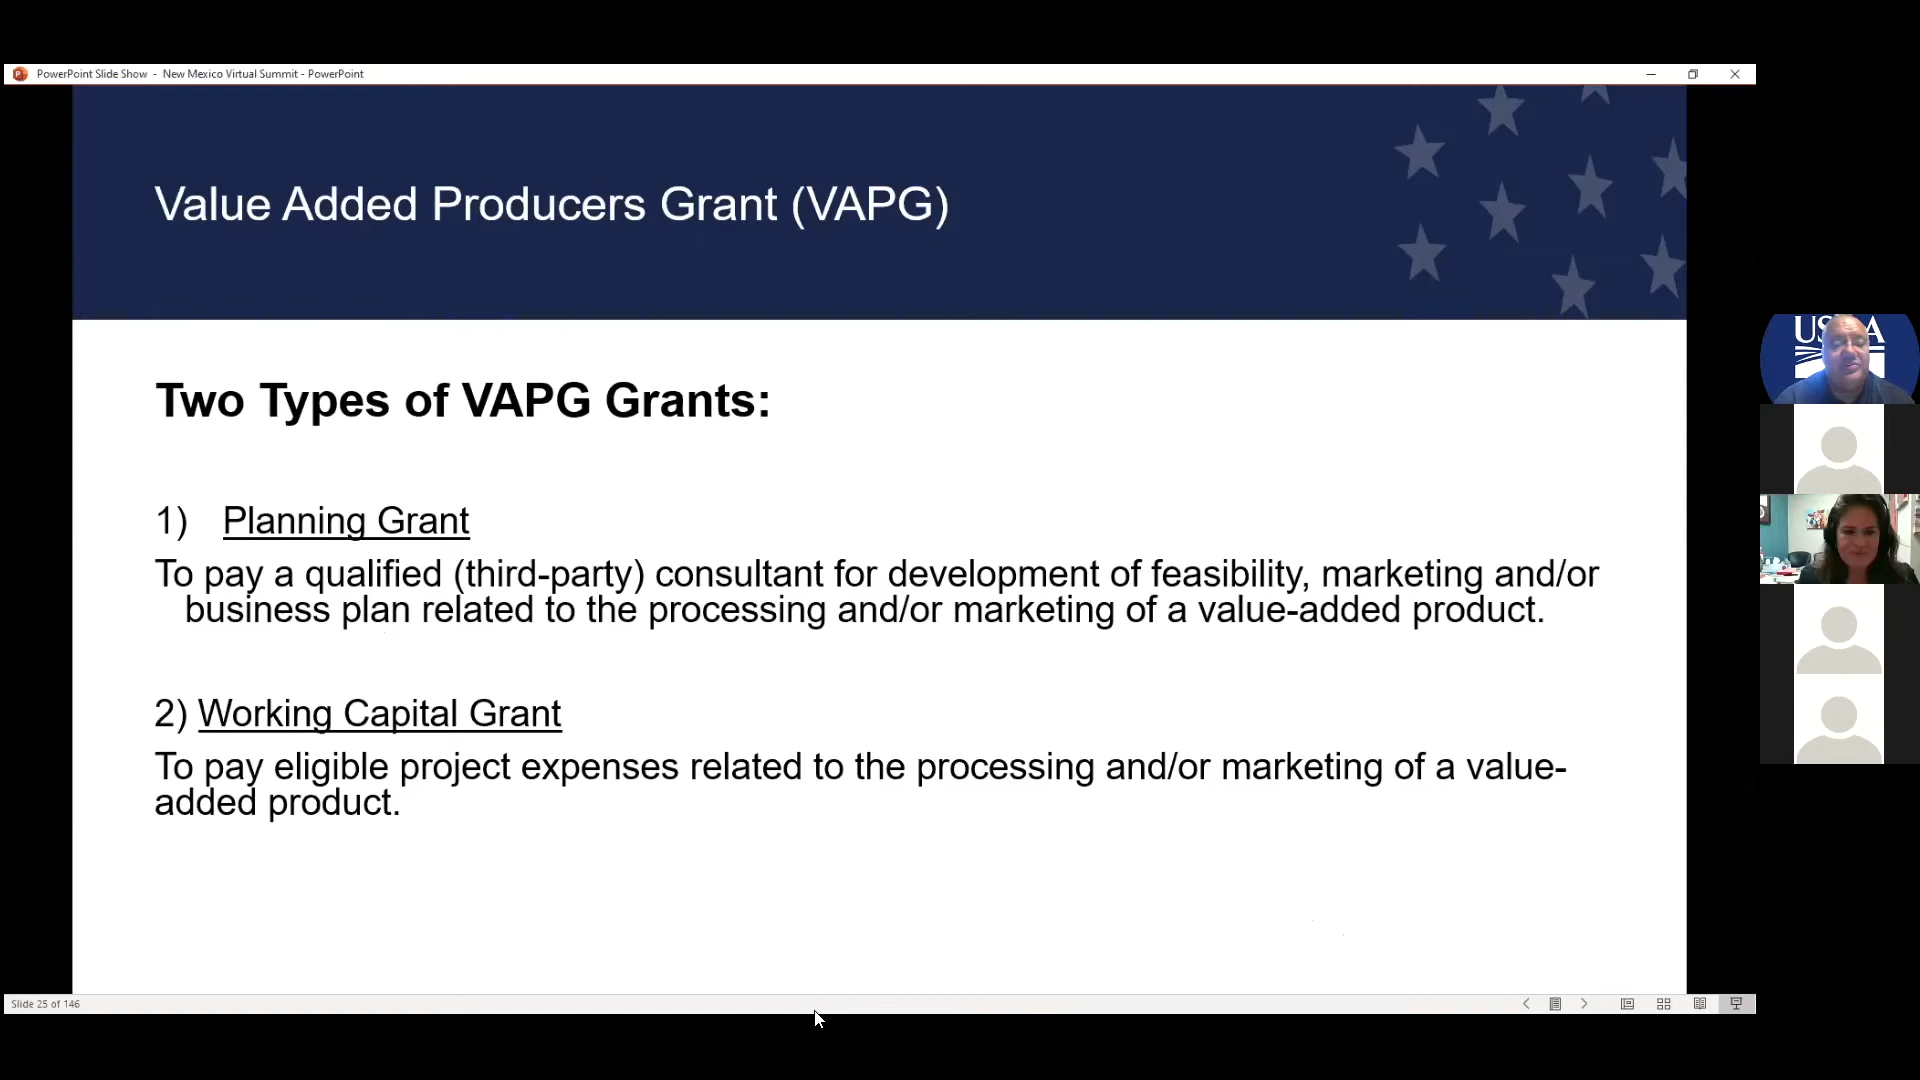 PowerPoint Slide Show - New Mexico Virtual Summit - PowerPoint
Value Added Producers Grant (VAPG)
Two Types of VAPG Grants:
1) Planning Grant
To pay a qualified (third-party) consultant for development of feasibility, marketing and/or
business plan related to the processing and/or marketing of a value-added product.
2) Working Capital Grant
To pay eligible project expenses related to the processing and/or marketing of a value-
added product.
Slide 25 of 146